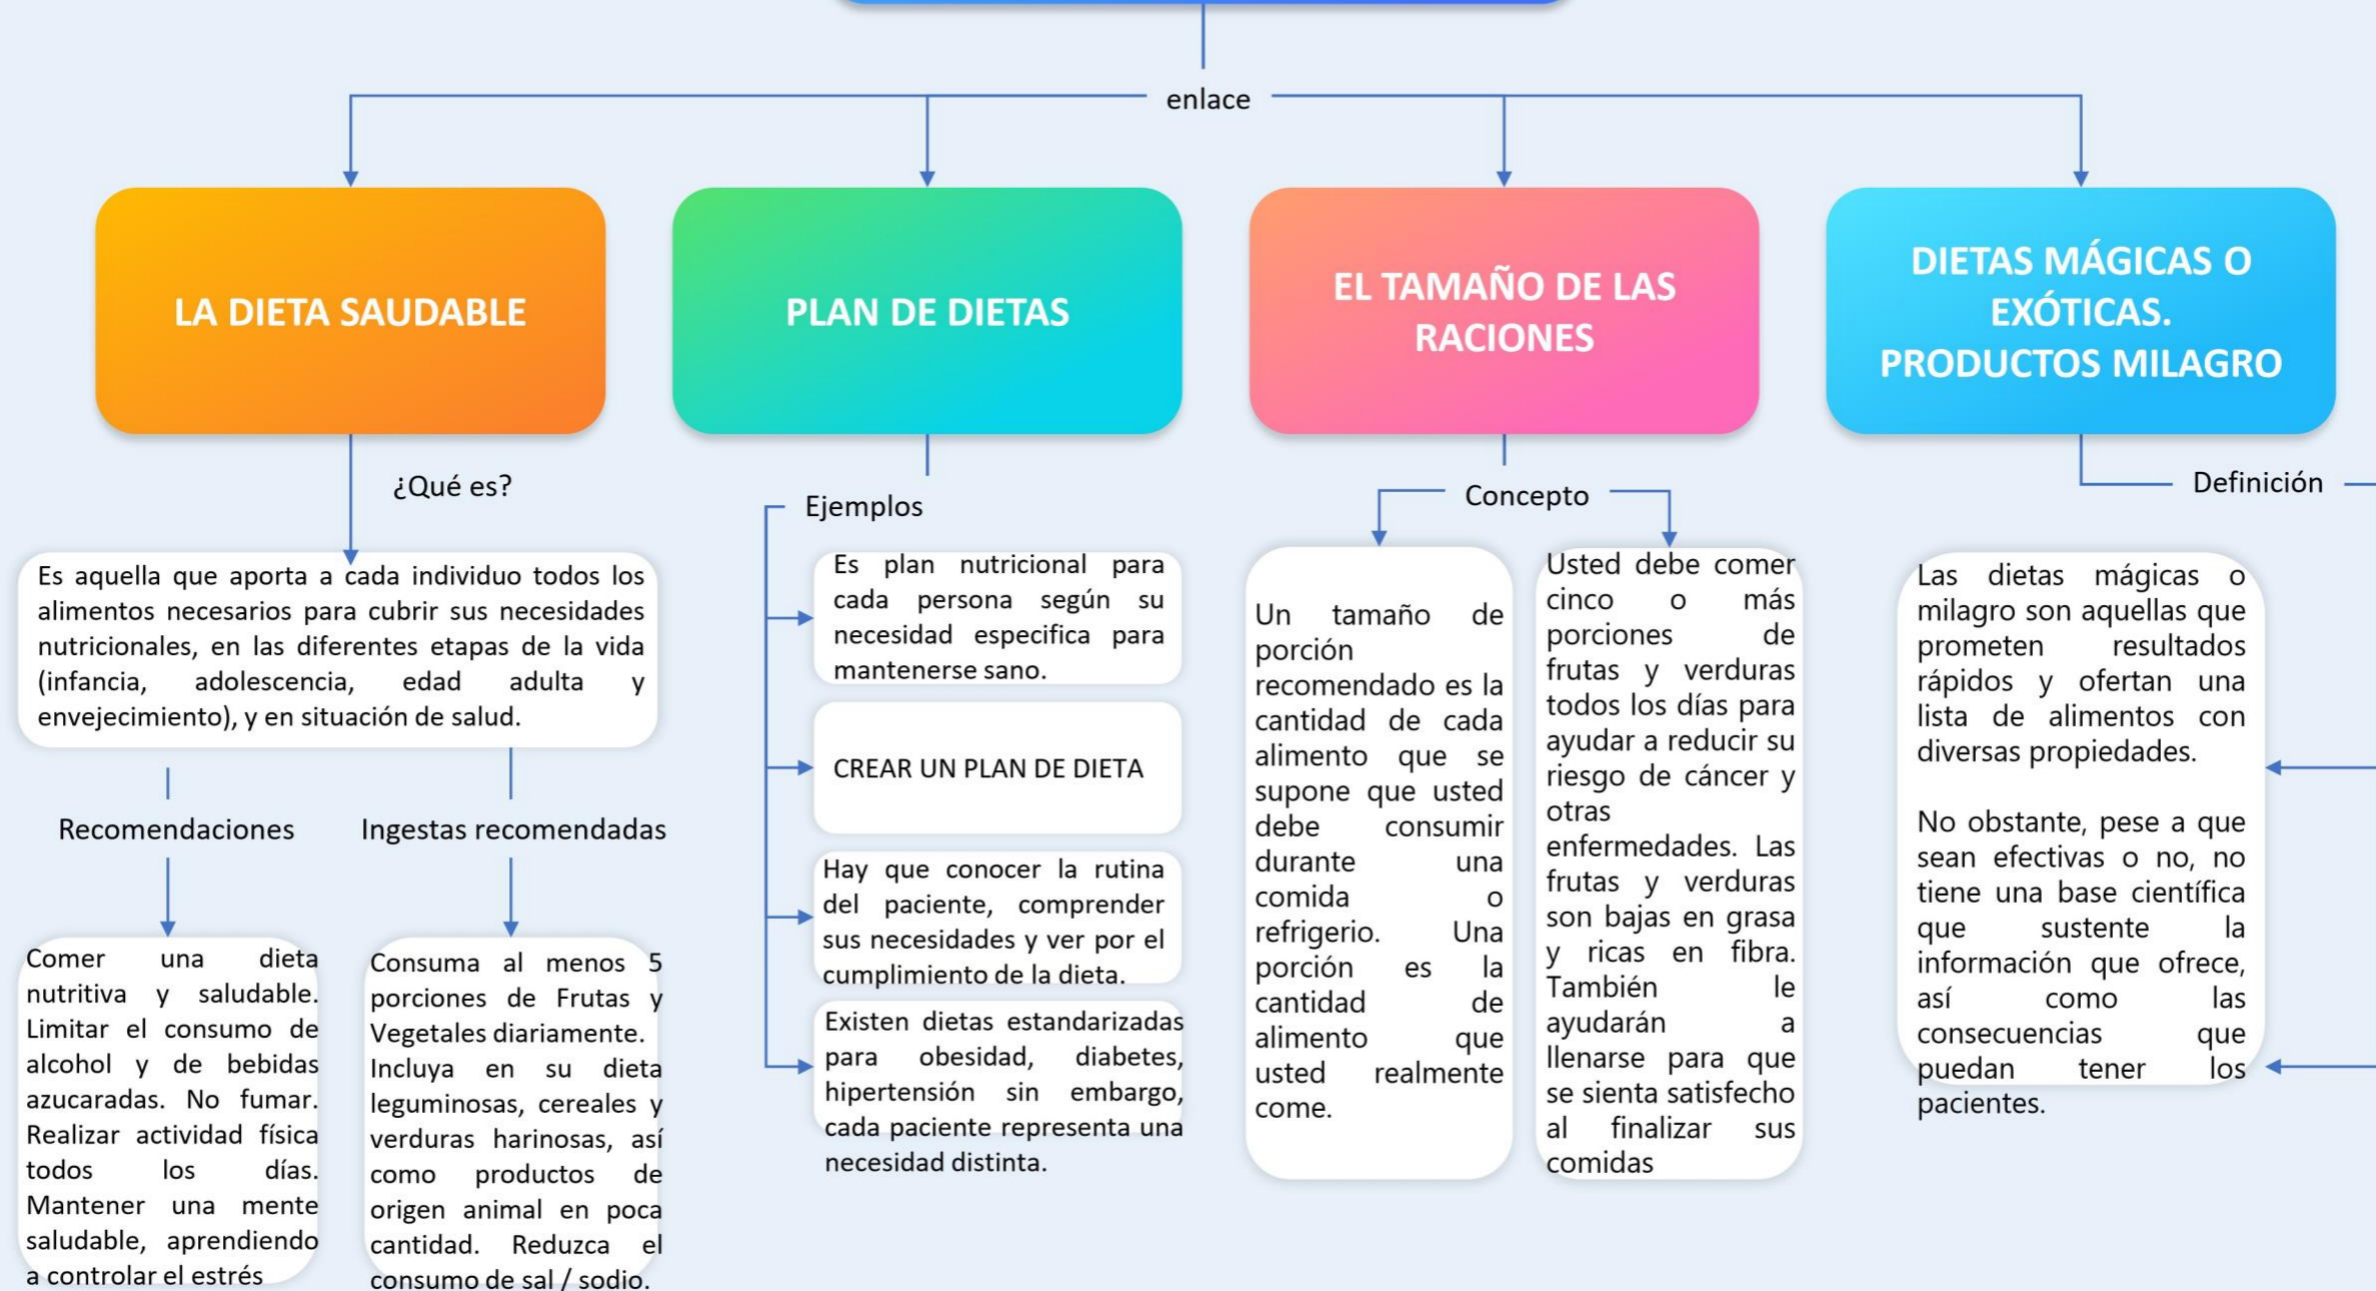 enlace
LA DIETA SAUDABLE
PLAN DE DIETAS
EL TAMAÑO DE LAS
RACIONES
DIETAS MÁGICAS O
EXÓTICAS.
PRODUCTOS MILAGRO
¿Qué es?
Es aquella que aporta a cada individuo todos los
alimentos necesarios para cubrir sus necesidades
nutricionales, en las diferentes etapas de la vida
(infancia, adolescencia, edad adulta y
envejecimiento), y en situación de salud.
Recomendaciones
Comer una dieta
nutritiva y saludable.
Limitar el consumo de
alcohol y de bebidas
azucaradas. No fumar.
Realizar actividad física
todos los días.
Mantener una mente
saludable, aprendiendo
a controlar el estrés
Ingestas recomendadas
Consuma al menos 5
porciones de Frutas y
Vegetales diariamente.
Incluya en su dieta
leguminosas, cereales y
verduras harinosas, así
como productos de
origen animal en poca
cantidad. Reduzca el
consumo de sal / sodio.
Ejemplos
Es plan nutricional para
cada persona según su
necesidad especifica para
mantenerse sano.
CREAR UN PLAN DE DIETA
Hay que conocer la rutina
del paciente, comprender
sus necesidades y ver por el
cumplimiento de la dieta.
Existen dietas estandarizadas
para obesidad, diabetes,
hipertensión sin embargo,
cada paciente representa una
necesidad distinta.
Concepto
Un tamaño de
porción
recomendado es la
cantidad de cada
alimento que se
supone que usted
debe consumir
durante una
comida o
refrigerio. Una
porción es la
cantidad de
alimento que
usted realmente
come.
Usted debe comer
cinco o más
porciones de
frutas y verduras
todos los días para
ayudar a reducir su
riesgo de cáncer y
otras
enfermedades. Las
frutas y verduras
son bajas en grasa
y ricas en fibra.
También le
ayudarán a
llenarse para que
se sienta satisfecho
al finalizar sus
comidas
Definición
Las dietas mágicas o
milagro son aquellas que
prometen resultados
rápidos y ofertan una
lista de alimentos con
diversas propiedades.
No obstante, pese a que
sean efectivas o no, no
tiene una base científica
que sustente la
información que ofrece,
así como las
consecuencias que
puedan tener los
pacientes.